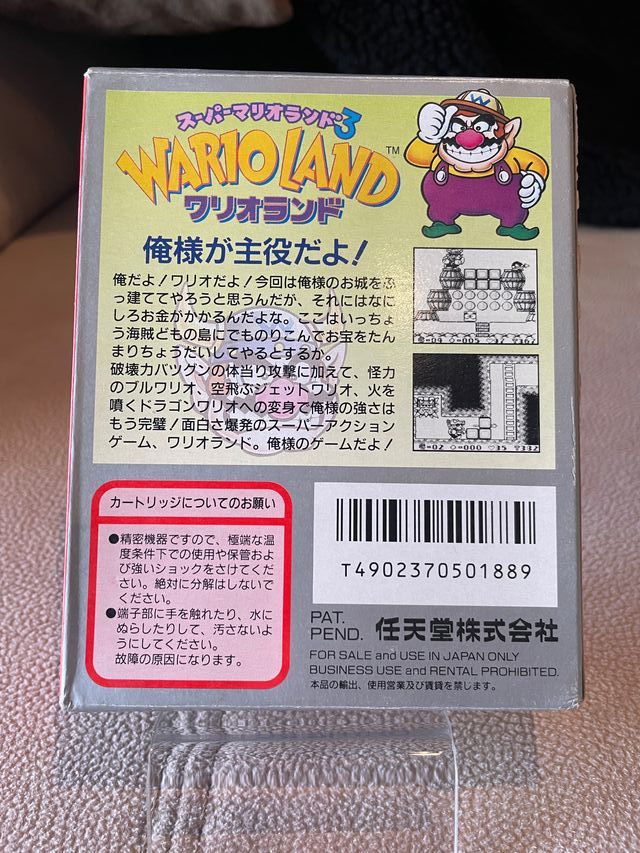 スーパーマリオランド3
WARIO LAND™
ワリオランド
俺様が主役だよ!
俺だよ!ワリオだよ!今回は俺様のお城をぶ
っ建ててやろうと思うんだが、それにはなに
しろお金がかかるんだよな。ここはいっちょ
う海賊どもの島にでものりこんでお宝をたん
まりちょうだいしてやるとするか。
破壊力バツグンの体当り攻撃に加えて、怪力
のブルワリオ、空飛ぶジェットワリオ、火を
噴くドラゴンワリオへの変身で俺様の強さは
もう完璧!面白さ爆発のスーパーアクション
ゲーム、ワリオランド。俺様のゲームだよ!
W
カートリッジについてのお願い
●精密機器ですので、極端な温
度条件下での使用や保管およ
び強いショックをさけてくだ
さい。絶対に分解はしないで
ください。
●端子部に手を触れたり、水に
ぬらしたりして、汚さないよ
うにしてください。
故障の原因になります。
T4902370501889
PAT.
PEND. 任天堂株式会社
FOR SALE and USE IN JAPAN ONLY
BUSINESS USE and RENTAL PROHIBITED.
本品の輸出、使用営業及び賃貸を禁じます。